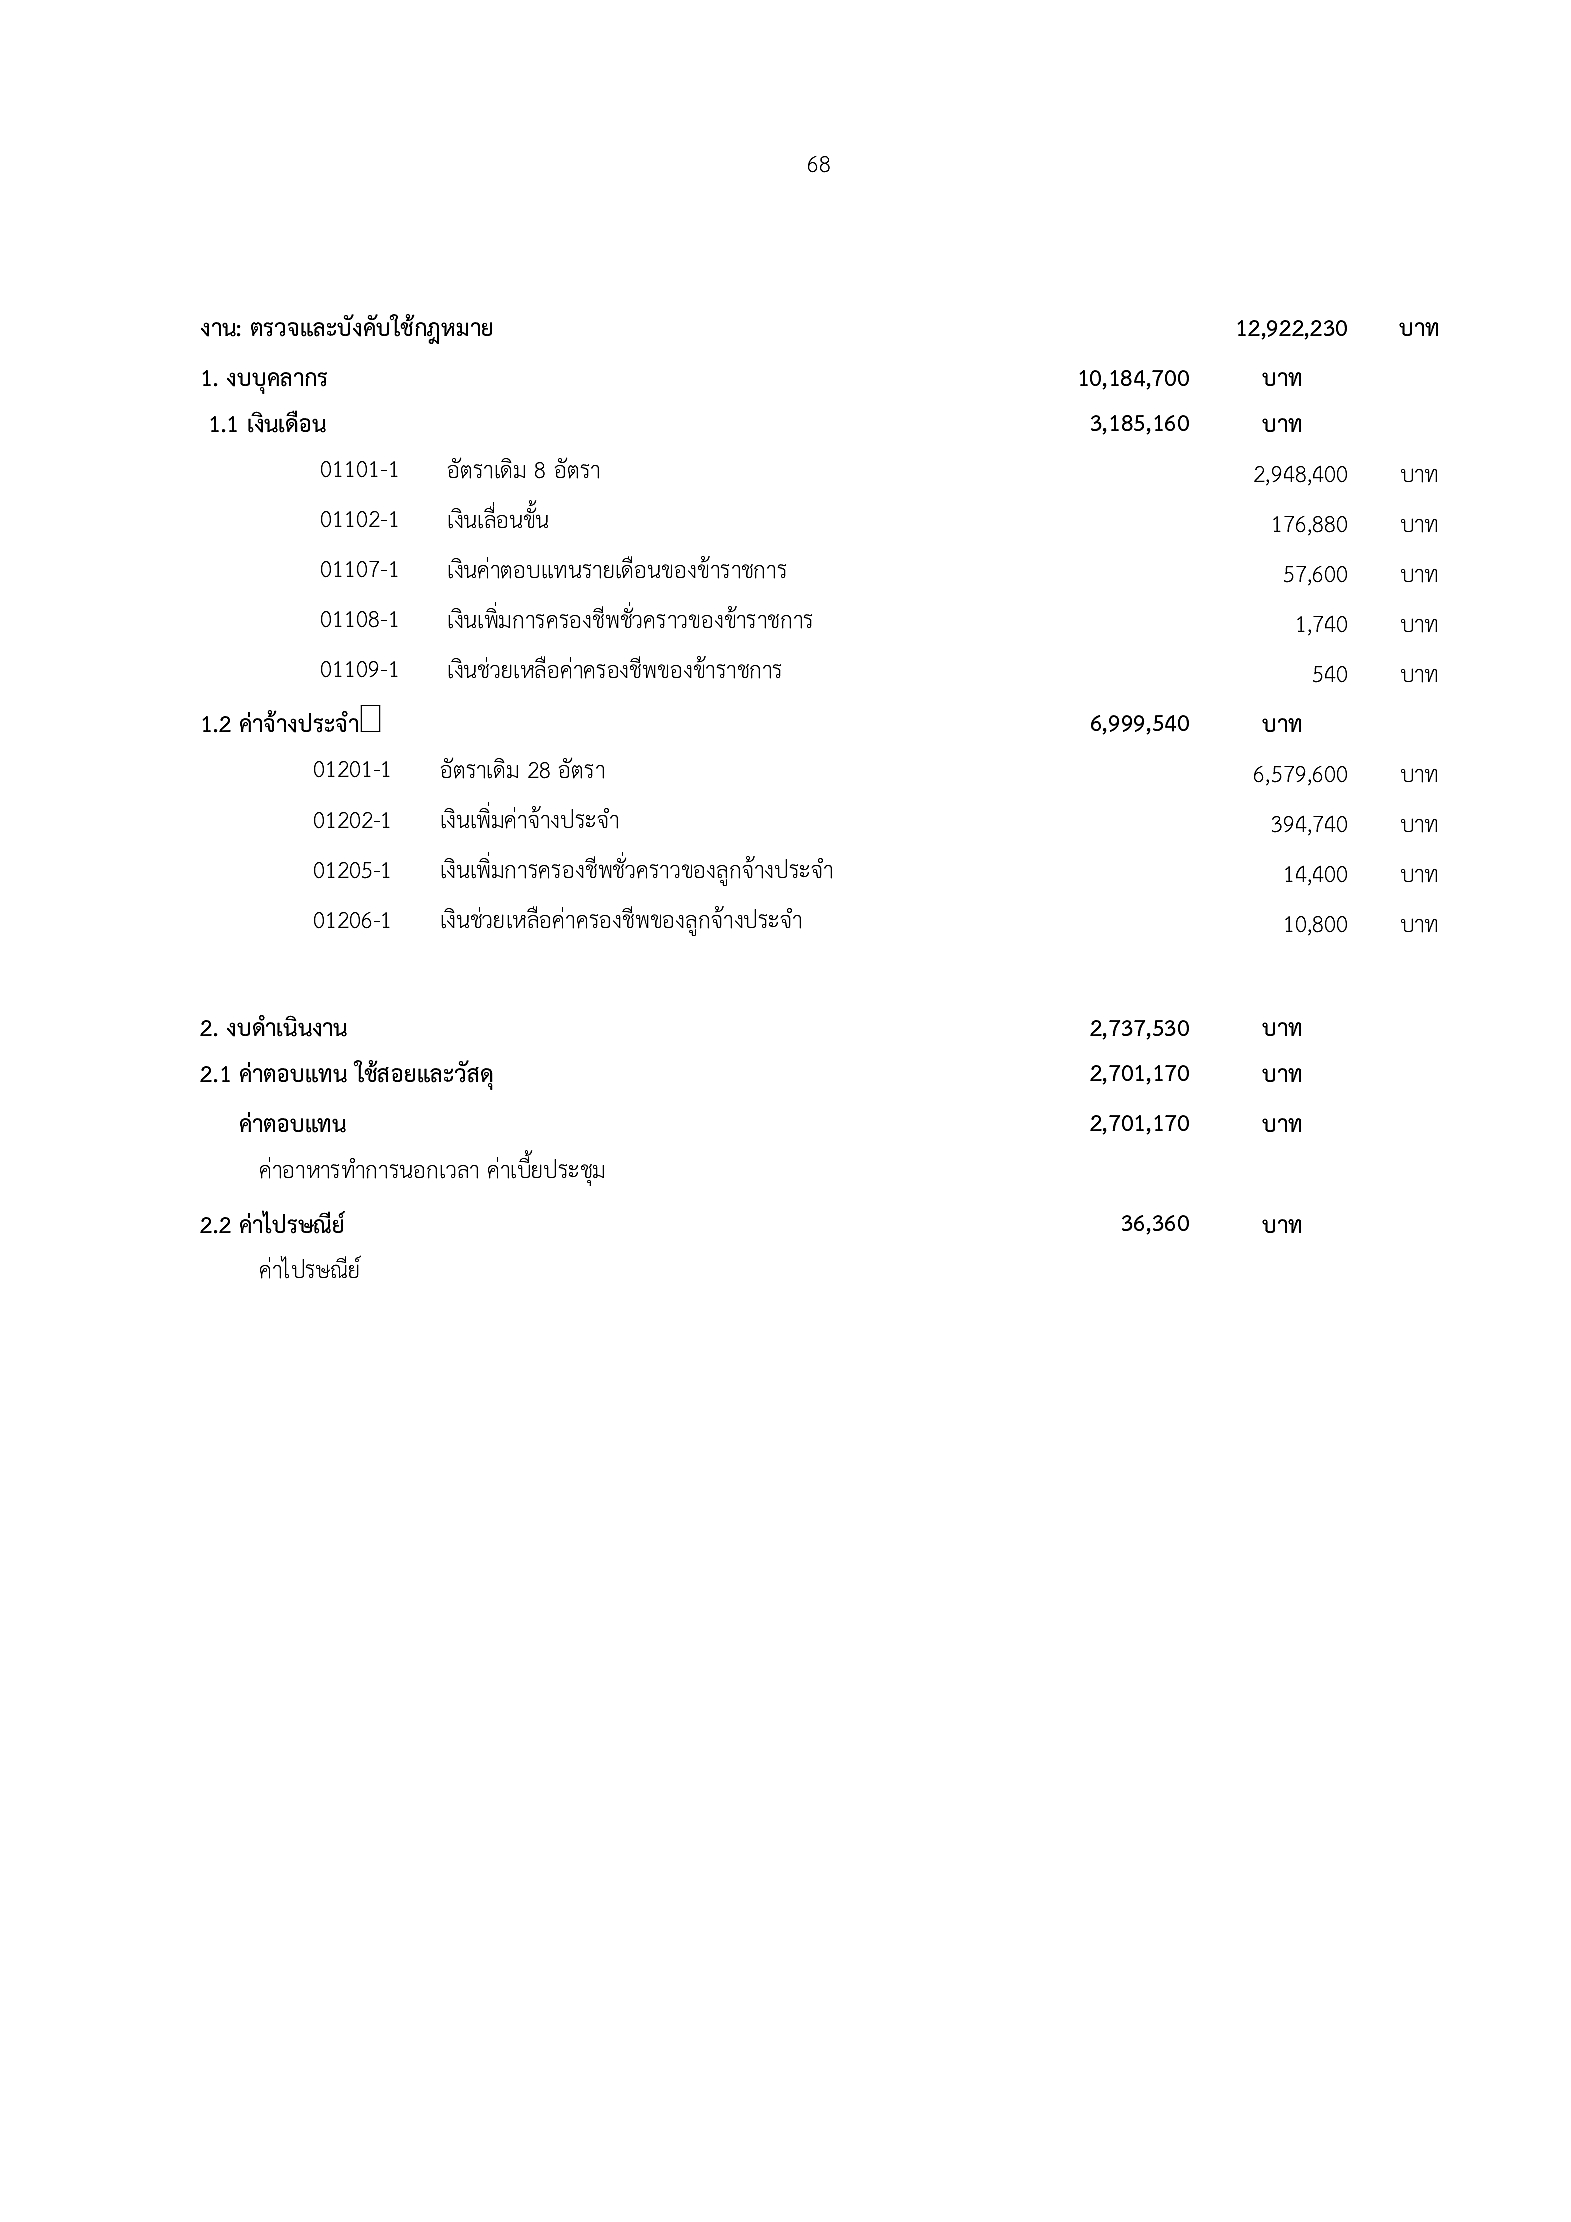 68
งาน: ตรวจและบังคับใช้กฎหมาย 12,922,230 บาท
1. งบบุคลากร 10,184,700 บาท
1.1 เงินเดือน 3,185,160 บาท
01101-1 อัตราเดิม 8 อัตรา 2,948,400 บาท
01102-1 เงินเลื่อนขั้น 176,880 บาท
01107-1 เงินค่าตอบแทนรายเดือนของข้าราชการ 57,600 บาท
01108-1 เงินเพิ่มการครองชีพชั่วคราวของข้าราชการ 1,740 บาท
01109-1 เงินช่วยเหลือค่าครองชีพของข้าราชการ 540 บาท
1.2 ค่าจ้างประจำ 6,999,540 บาท
01201-1 อัตราเดิม 28 อัตรา 6,579,600 บาท
01202-1 เงินเพิ่มค่าจ้างประจำ 394,740 บาท
01205-1 เงินเพิ่มการครองชีพชั่วคราวของลูกจ้างประจำ 14,400 บาท
01206-1 เงินช่วยเหลือค่าครองชีพของลูกจ้างประจำ 10,800 บาท
2. งบดำเนินงาน 2,737,530 บาท
2.1 ค่าตอบแทน ใช้สอยและวัสดุ 2,701,170 บาท
ค่าตอบแทน 2,701,170 บาท
ค่าอาหารทำการนอกเวลา ค่าเบี้ยประชุม
2.2 ค่าไปรษณีย์ 36,360 บาท
ค่าไปรษณีย์